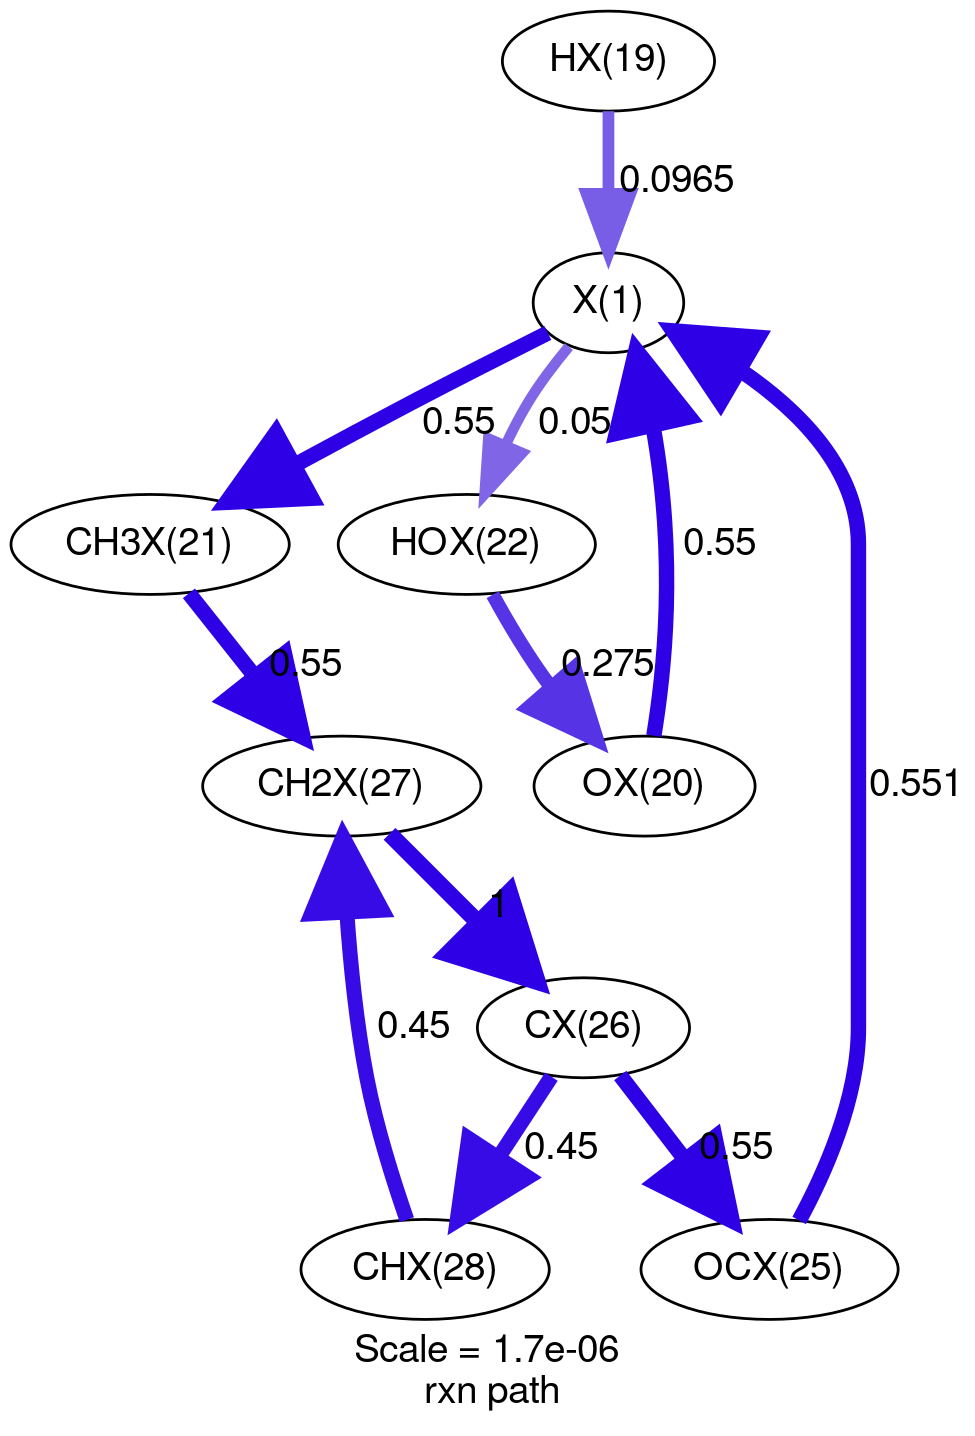 HX(19)
0.0965
X(1)
0.55
0.05
CH3X(21)
HOX(22)
0.55
0.55
0.275
CH2X(27)
OX(20)
0.551
1
CX(26)
0.45
0.45
0.55
CHX(28)
OCX(25)
Scale = 1.7e-06
rxn path